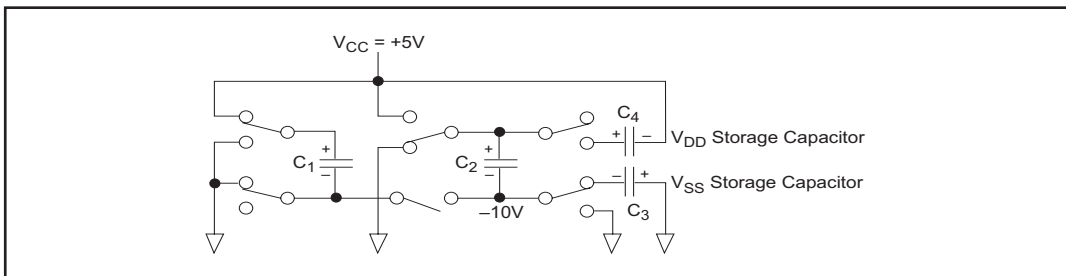 V_CC = +5V
C_4
+ –
V_DD Storage Capacitor
+
C_1
–
+
C_2
–
– +
V_SS Storage Capacitor
–10V
C_3